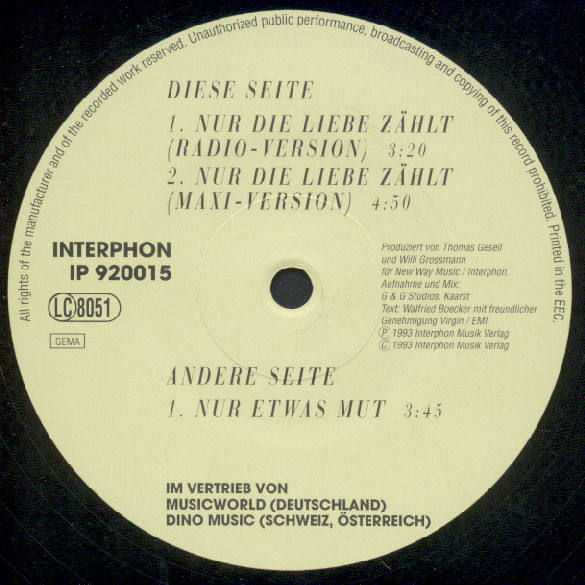 All rights of the manufacturer and of the recorded work reserved. Unauthorized public performance, broadcasting and copying of this record prohibited. Printed in the EEC.
DIESE SEITE
1. NUR DIE LIEBE ZÄHLT
(RADIO-VERSION) 3:20
2. NUR DIE LIEBE ZÄHLT
(MAXI-VERSION) 4:50
INTERPHON
IP 920015
LC 8051
GEMA
Produziert von Thomas Gesell
und Willi Grossmann
für New Way Music / Interphon.
Aufnahme und Mix:
G & G Studios, Kaarst
Text: Walfried Boecker mit freundlicher
Genehmigung Virgin / EMI.
Ⓟ 1993 Interphon Musik Verlag
© 1993 Interphon Musik Verlag
ANDERE SEITE
1. NUR ETWAS MUT 3:45
IM VERTRIEB VON
MUSICWORLD (DEUTSCHLAND)
DINO MUSIC (SCHWEIZ, ÖSTERREICH)